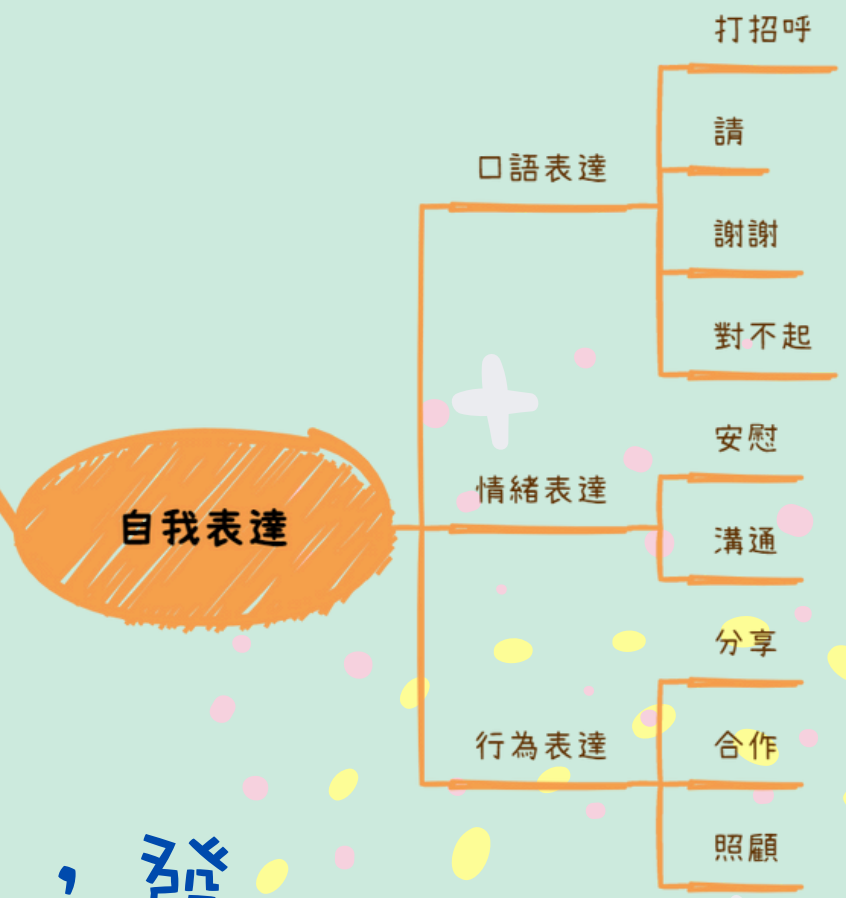 打招呼
請
口語表達
謝謝
對不起
安慰
情緒表達
自我表達
溝通
分享
行為表達
合作
照顧
，發